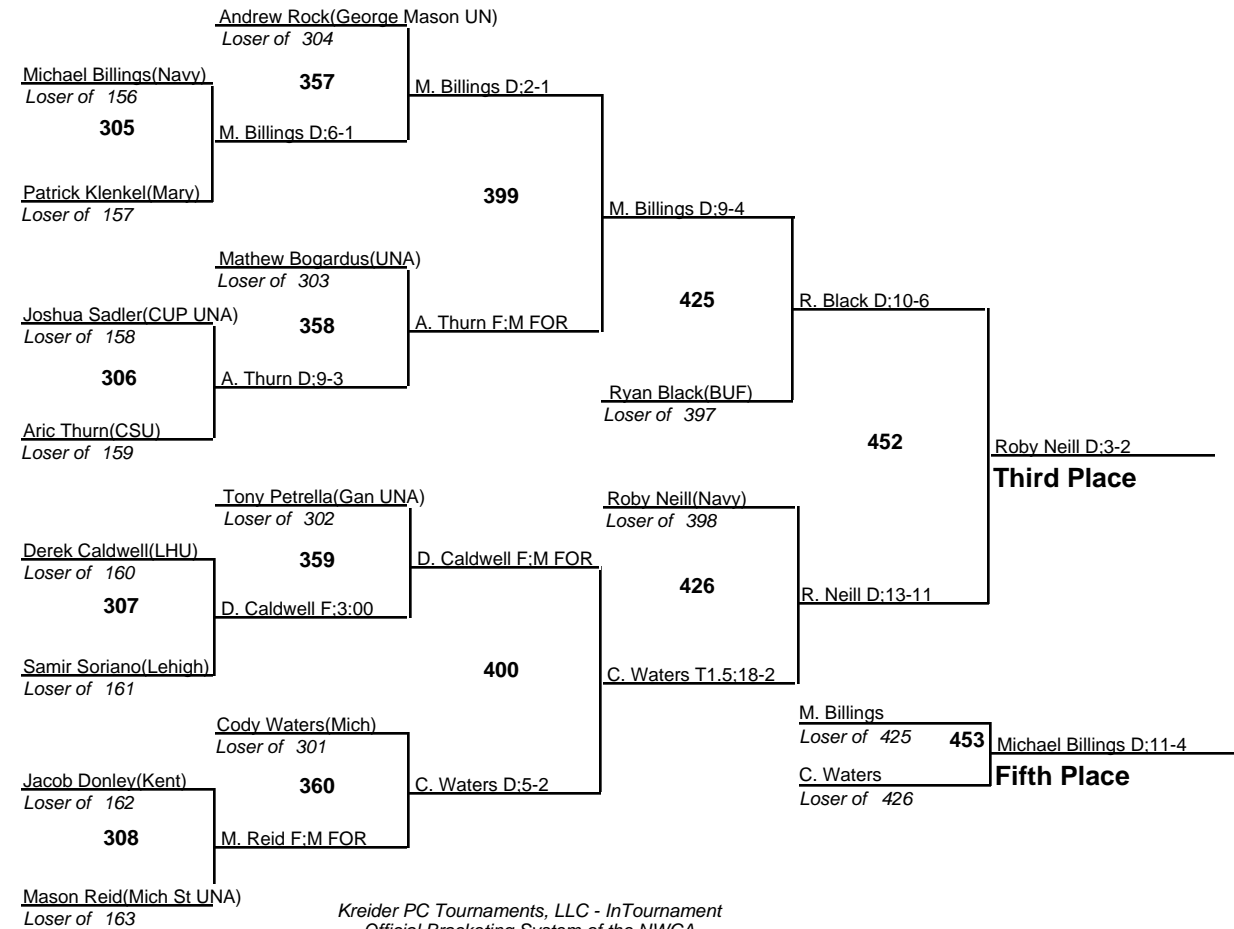 Andrew Rock(George Mason UN)
Loser of 304
Michael Billings(Navy)
Loser of 156
357
M. Billings D;2-1
305
M. Billings D;6-1
Patrick Klenkel(Mary)
Loser of 157
399
M. Billings D;9-4
Mathew Bogardus(UNA)
Loser of 303
Joshua Sadler(CUP UNA)
Loser of 158
358
A. Thurn F;M FOR
425
R. Black D;10-6
306
A. Thurn D;9-3
Ryan Black(BUF)
Loser of 397
Aric Thurn(CSU)
Loser of 159
452
Roby Neill D;3-2
Third Place
Tony Petrella(Gan UNA)
Loser of 302
Roby Neill(Navy)
Loser of 398
Derek Caldwell(LHU)
Loser of 160
359
D. Caldwell F;M FOR
426
R. Neill D;13-11
307
D. Caldwell F;3:00
Samir Soriano(Lehigh)
Loser of 161
400
C. Waters T1.5;18-2
Cody Waters(Mich)
Loser of 301
M. Billings
Loser of 425
453
Michael Billings D;11-4
Fifth Place
C. Waters
Loser of 426
Jacob Donley(Kent)
Loser of 162
360
C. Waters D;5-2
308
M. Reid F;M FOR
Mason Reid(Mich St UNA)
Loser of 163
Kreider PC Tournaments, LLC - InTournament
Official Bracketing System of the NWCA